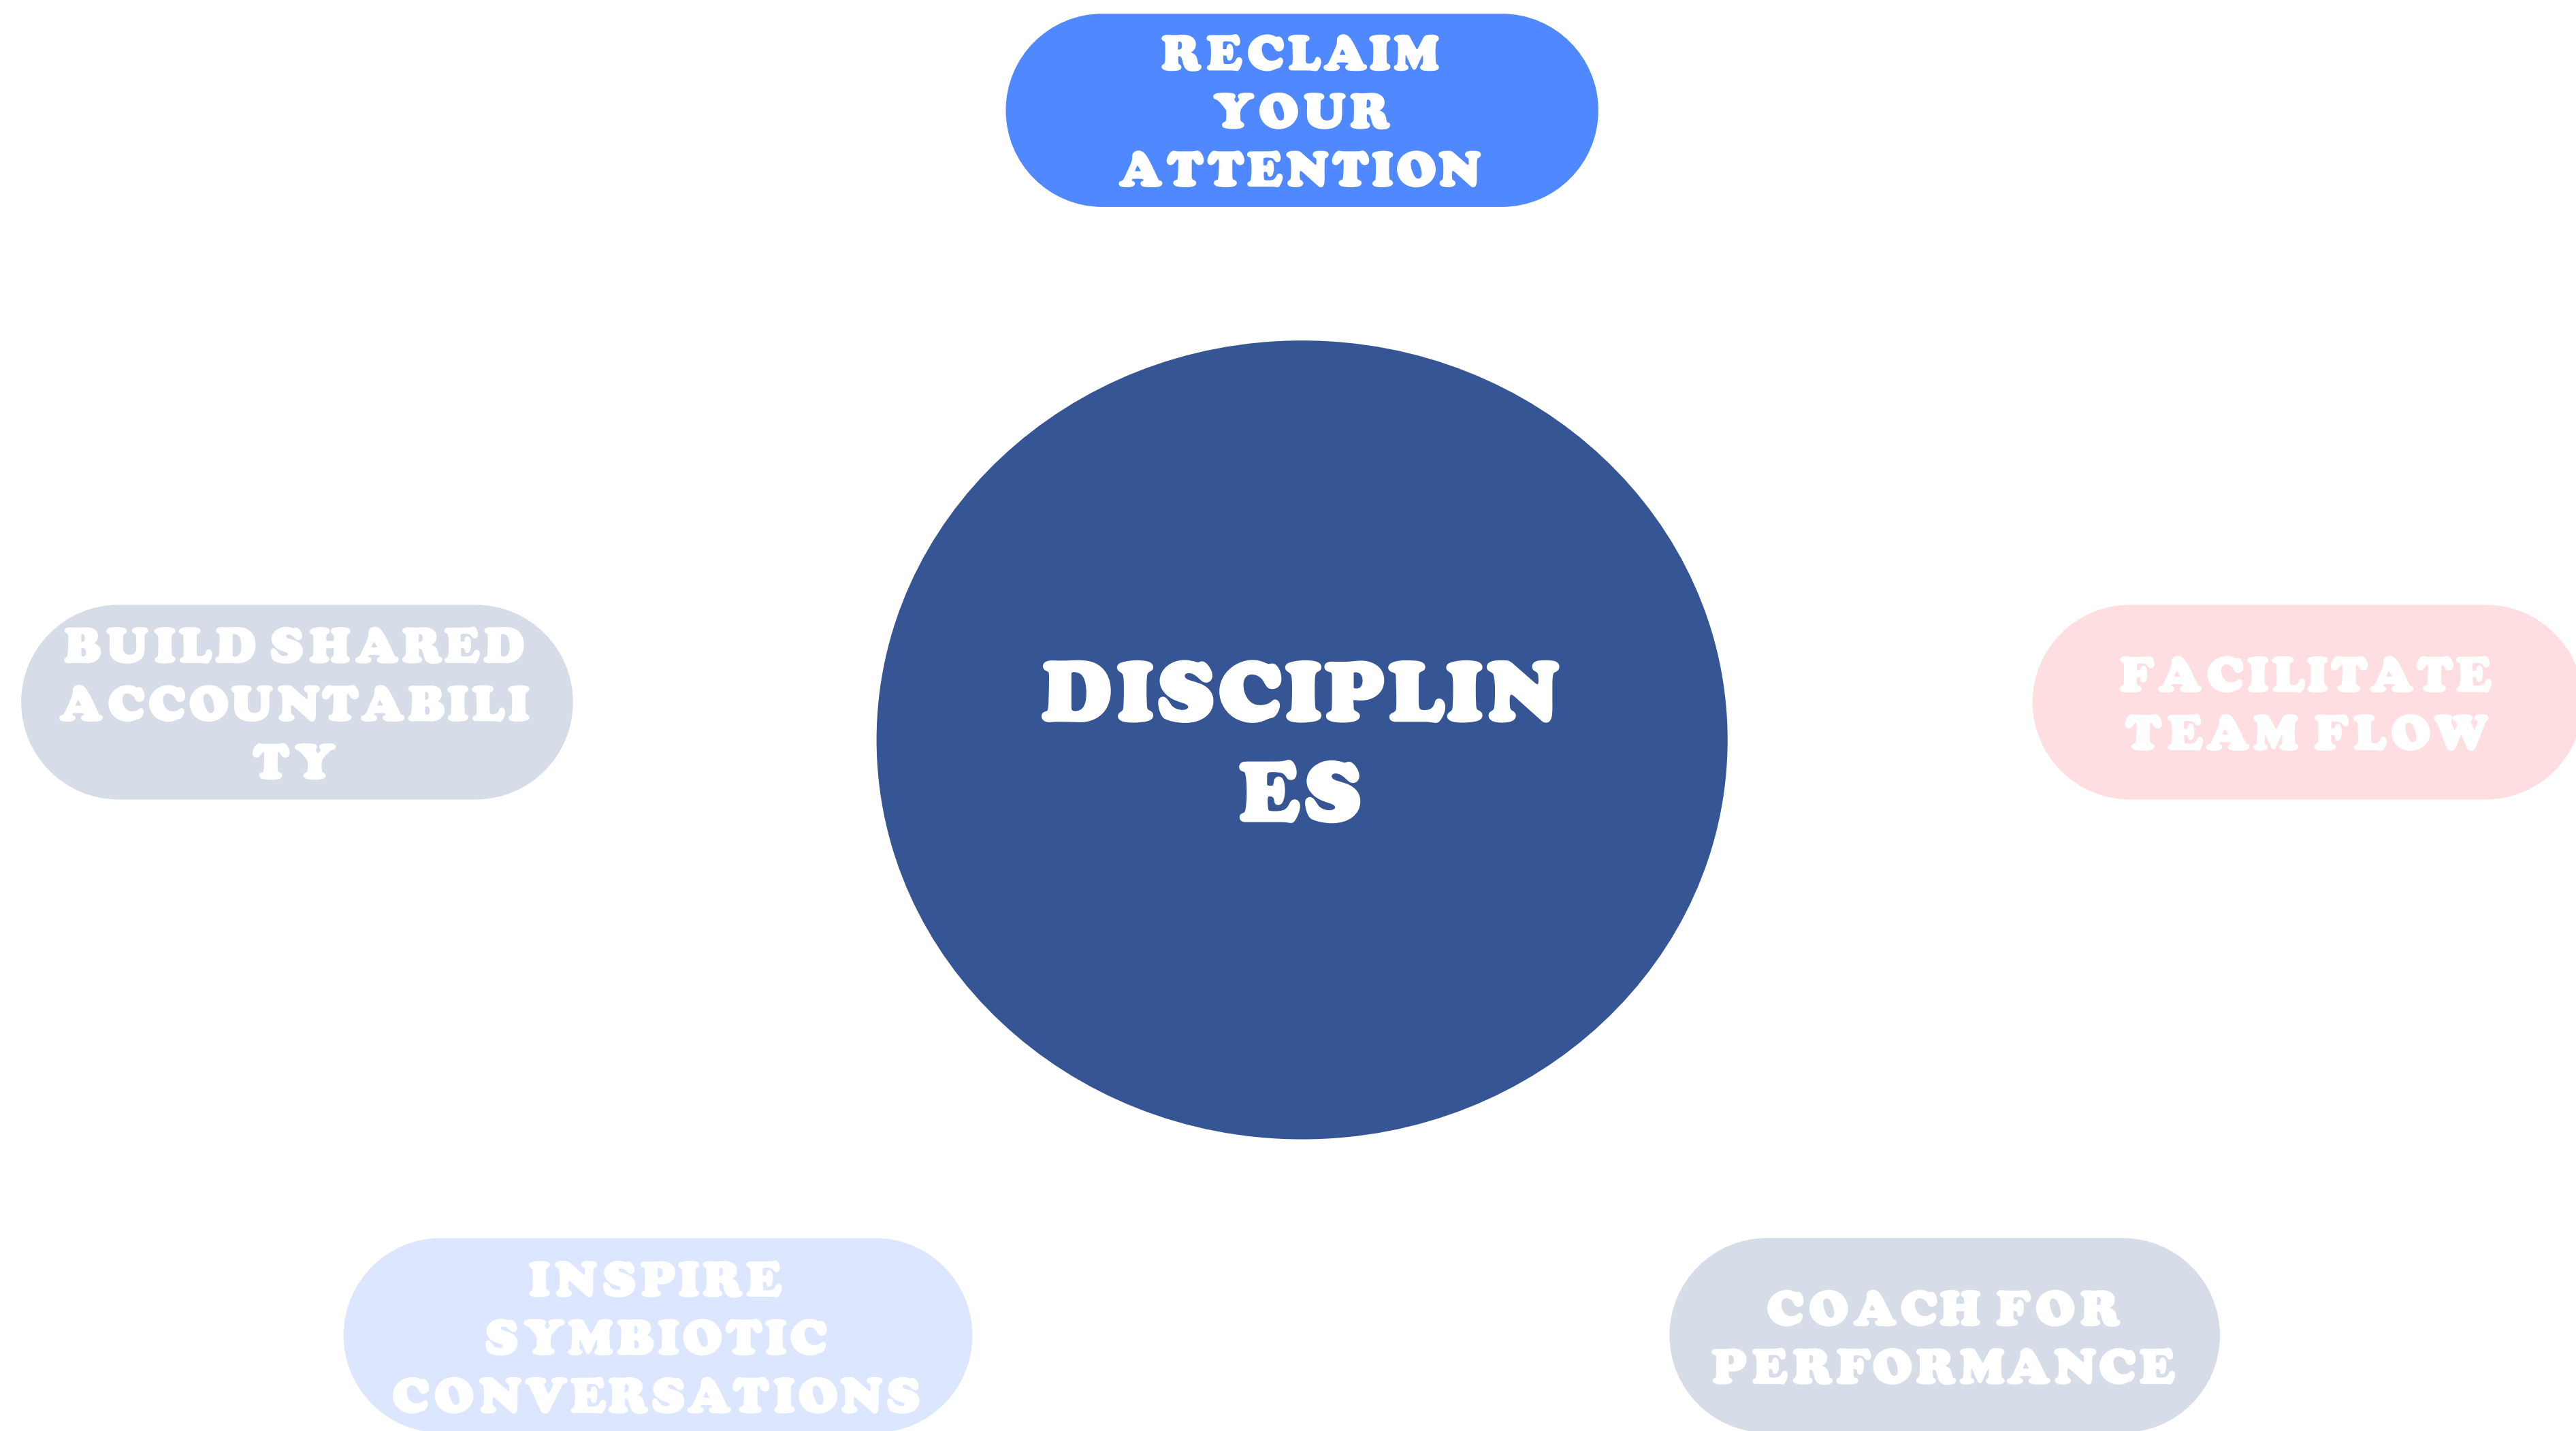 RECLAIM
YOUR
ATTENTION
BUILD SHARED
ACCOUNTABILI
TY
DISCIPLIN
ES
FACILITATE
TEAM FLOW
INSPIRE
SYMBIOTIC
CONVERSATIONS
COACH FOR
PERFORMANCE